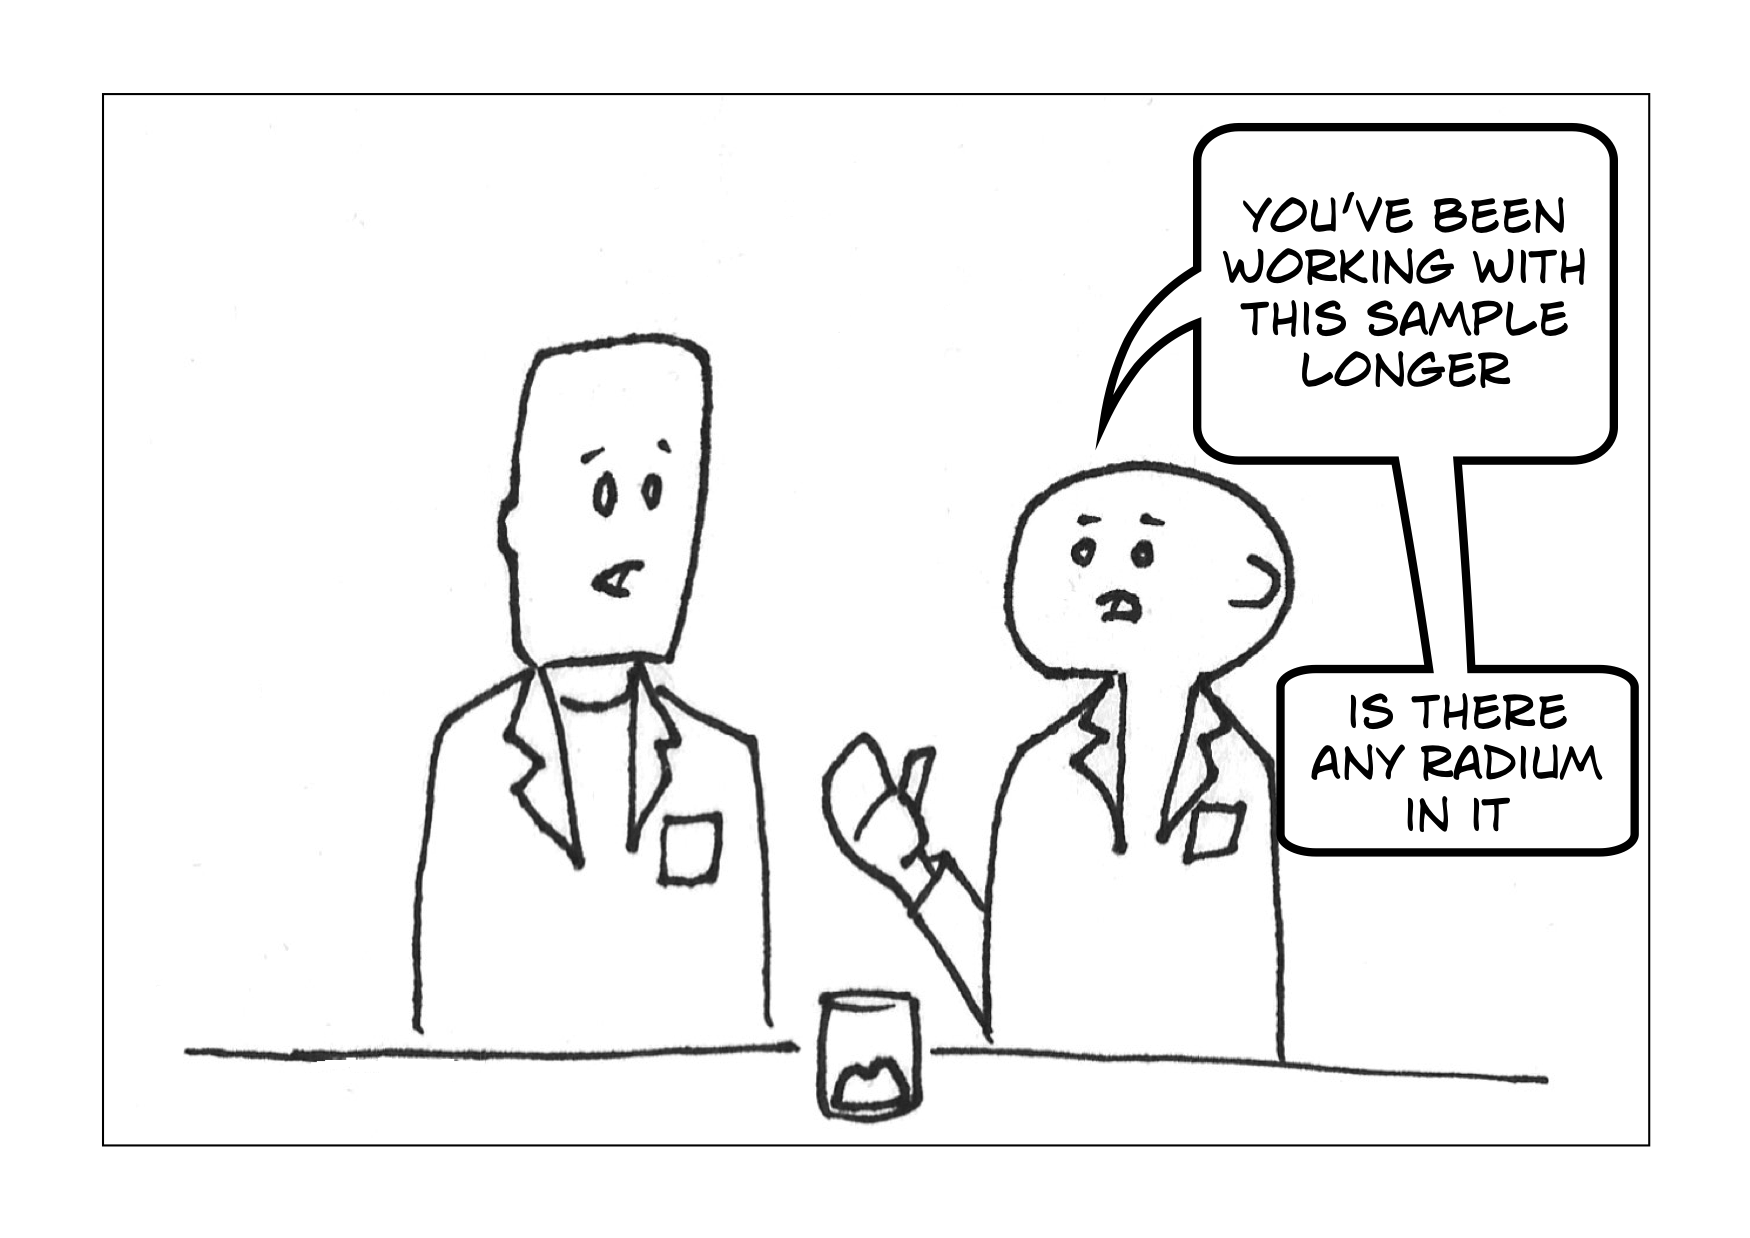 YOU'VE BEEN
WORKING WITH
THIS SAMPLE
LONGER
IS THERE
ANY RADIUM
IN IT